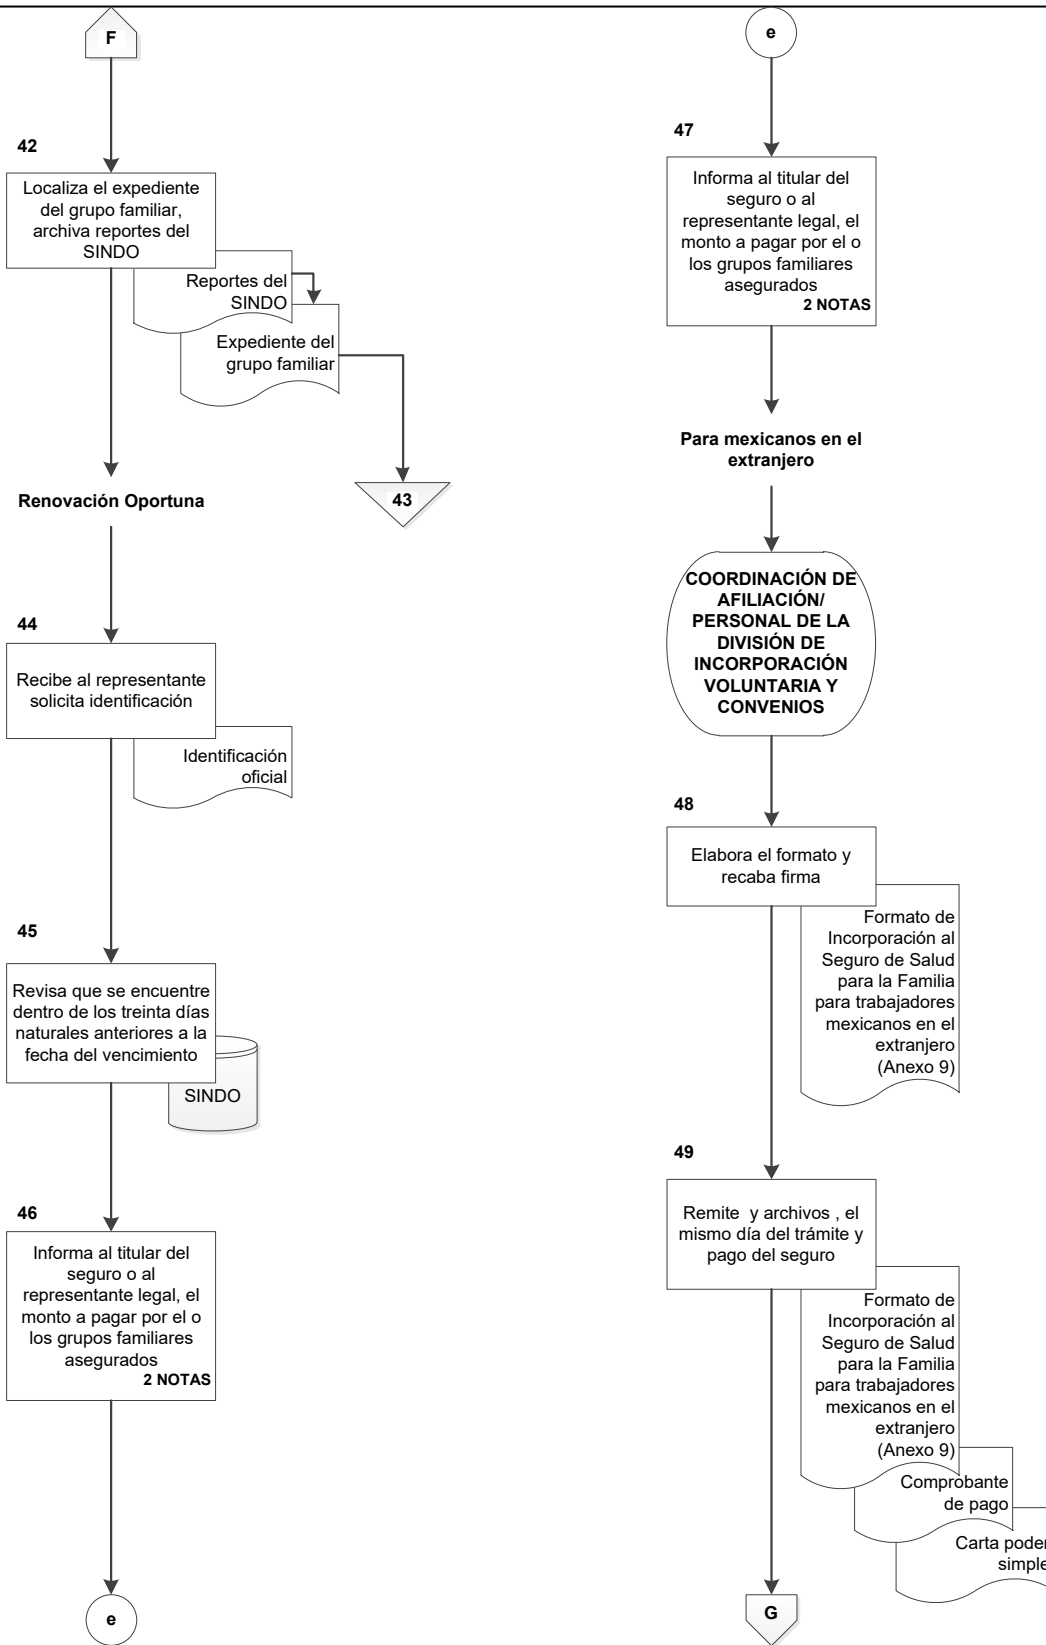 F
42
Localiza el expediente
del grupo familiar,
archiva reportes del
SINDO
Reportes del
SINDO
Expediente del
grupo familiar
43
Renovación Oportuna
44
Recibe al representante
solicita identificación
Identificación
oficial
45
Revisa que se encuentre
dentro de los treinta días
naturales anteriores a la
fecha del vencimiento
SINDO
46
Informa al titular del
seguro o al
representante legal, el
monto a pagar por el o
los grupos familiares
asegurados
2 NOTAS
e
e
47
Informa al titular del
seguro o al
representante legal, el
monto a pagar por el o
los grupos familiares
asegurados
2 NOTAS
Para mexicanos en el
extranjero
COORDINACIÓN DE
AFILIACIÓN/
PERSONAL DE LA
DIVISIÓN DE
INCORPORACIÓN
VOLUNTARIA Y
CONVENIOS
48
Elabora el formato y
recaba firma
Formato de
Incorporación al
Seguro de Salud
para la Familia
para trabajadores
mexicanos en el
extranjero
(Anexo 9)
49
Remite y archivos , el
mismo día del trámite y
pago del seguro
Formato de
Incorporación al
Seguro de Salud
para la Familia
para trabajadores
mexicanos en el
extranjero
(Anexo 9)
Comprobante
de pago
Carta poder
simple
G